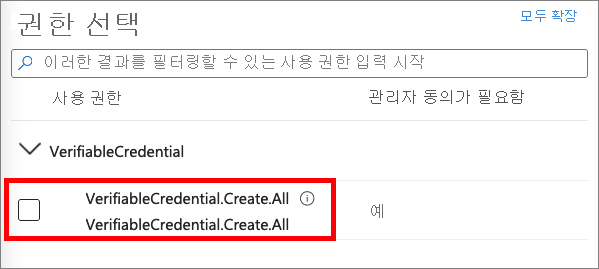 권한 선택
모두 확장
이러한 결과를 필터링할 수 있는 사용 권한 입력 시작
사용 권한
관리자 동의가 필요함
VerifiableCredential
VerifiableCredential.Create.All
VerifiableCredential.Create.All
예